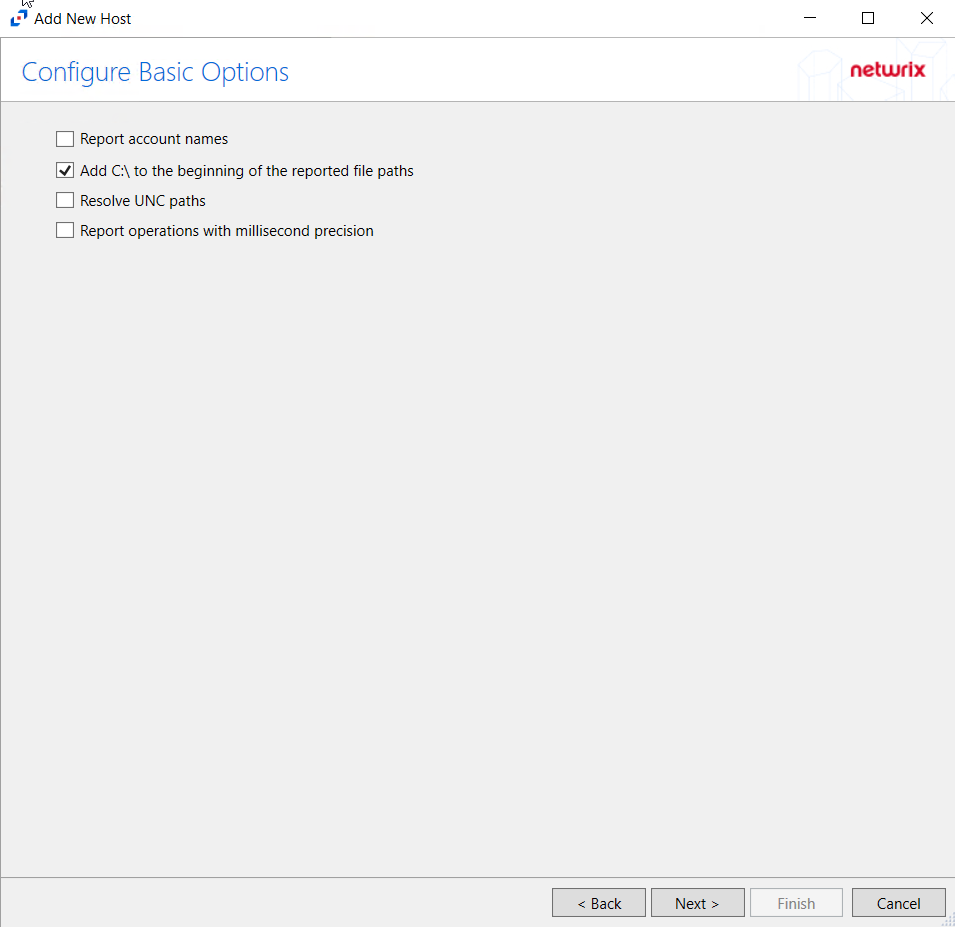 Add New Host
Configure Basic Options
netwrix
Report account names
Add C:\ to the beginning of the reported file paths
Resolve UNC paths
Report operations with millisecond precision
< Back
Next >
Finish
Cancel